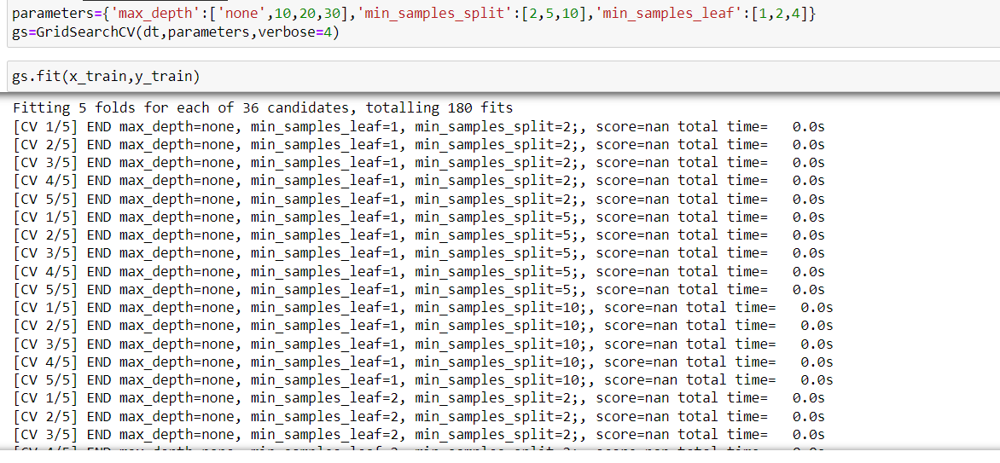 parameters={'max_depth':['none',10,20,30],'min_samples_split':[2,5,10],'min_samples_leaf':[1,2,4]}
gs=GridSearchCV(dt,parameters,verbose=4)
gs.fit(x_train,y_train)
Fitting 5 folds for each of 36 candidates, totalling 180 fits
[CV 1/5] END max_depth=none, min_samples_leaf=1, min_samples_split=2;, score=nan total time=   0.0s
[CV 2/5] END max_depth=none, min_samples_leaf=1, min_samples_split=2;, score=nan total time=   0.0s
[CV 3/5] END max_depth=none, min_samples_leaf=1, min_samples_split=2;, score=nan total time=   0.0s
[CV 4/5] END max_depth=none, min_samples_leaf=1, min_samples_split=2;, score=nan total time=   0.0s
[CV 5/5] END max_depth=none, min_samples_leaf=1, min_samples_split=2;, score=nan total time=   0.0s
[CV 1/5] END max_depth=none, min_samples_leaf=1, min_samples_split=5;, score=nan total time=   0.0s
[CV 2/5] END max_depth=none, min_samples_leaf=1, min_samples_split=5;, score=nan total time=   0.0s
[CV 3/5] END max_depth=none, min_samples_leaf=1, min_samples_split=5;, score=nan total time=   0.0s
[CV 4/5] END max_depth=none, min_samples_leaf=1, min_samples_split=5;, score=nan total time=   0.0s
[CV 5/5] END max_depth=none, min_samples_leaf=1, min_samples_split=5;, score=nan total time=   0.0s
[CV 1/5] END max_depth=none, min_samples_leaf=1, min_samples_split=10;, score=nan total time=   0.0s
[CV 2/5] END max_depth=none, min_samples_leaf=1, min_samples_split=10;, score=nan total time=   0.0s
[CV 3/5] END max_depth=none, min_samples_leaf=1, min_samples_split=10;, score=nan total time=   0.0s
[CV 4/5] END max_depth=none, min_samples_leaf=1, min_samples_split=10;, score=nan total time=   0.0s
[CV 5/5] END max_depth=none, min_samples_leaf=1, min_samples_split=10;, score=nan total time=   0.0s
[CV 1/5] END max_depth=none, min_samples_leaf=2, min_samples_split=2;, score=nan total time=   0.0s
[CV 2/5] END max_depth=none, min_samples_leaf=2, min_samples_split=2;, score=nan total time=   0.0s
[CV 3/5] END max_depth=none, min_samples_leaf=2, min_samples_split=2;, score=nan total time=   0.0s